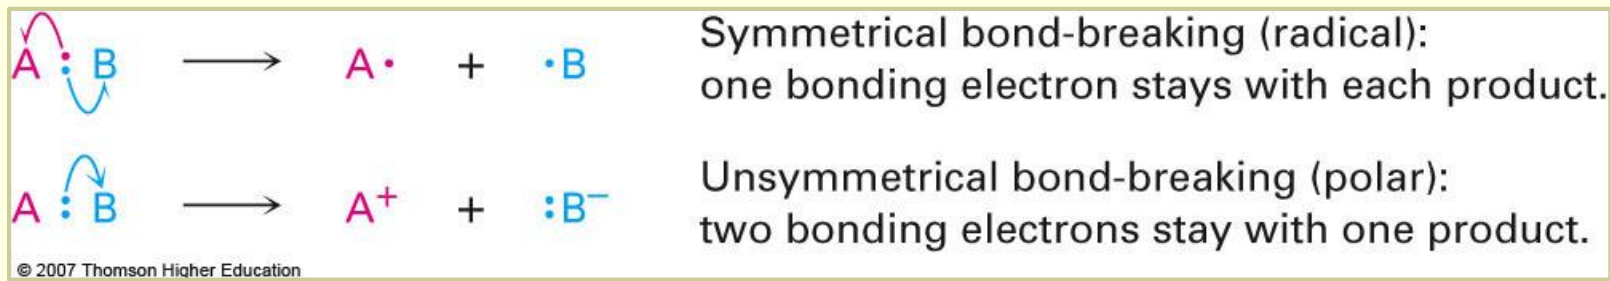 A : B ⟶ A· + ·B
Symmetrical bond-breaking (radical):
one bonding electron stays with each product.
A : B ⟶ A⁺ + :B⁻
Unsymmetrical bond-breaking (polar):
two bonding electrons stay with one product.
© 2007 Thomson Higher Education